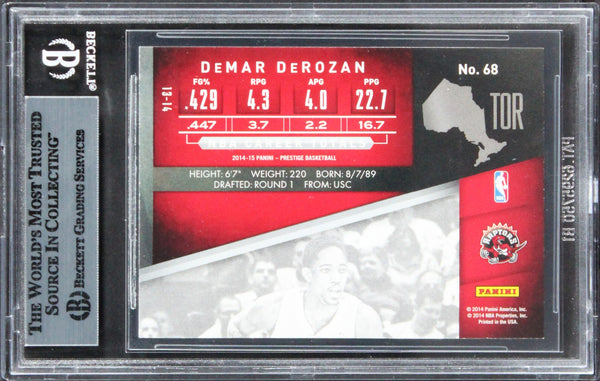 BECKETT
B
THE WORLD'S MOST TRUSTED
SOURCE IN COLLECTING™
BECKETT GRADING SERVICES
DEMAR DEROZAN
No. 68
FG% RPG APG PPG
13-14
.429 4.3 4.0 22.7
.447 3.7 2.2 16.7
NBA CAREER TOTALS
2014-15 PANINI – PRESTIGE BASKETBALL
HEIGHT: 6'7" WEIGHT: 220 BORN: 8/7/89
DRAFTED: ROUND 1 FROM: USC
TOR
NBA
RAPTORS
PANINI
© 2014 Panini America, Inc.
© 2014 NBA Properties, Inc.
Printed in the USA.